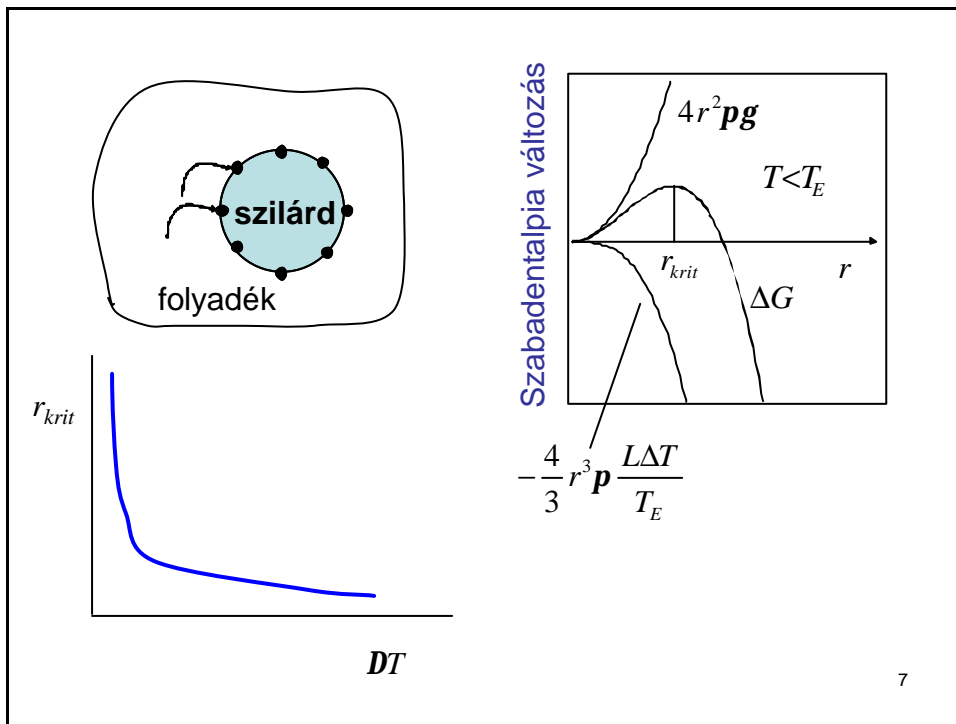 szilárd
folyadék
r_krit
DT
Szabadentalpia változás
4r²pg
T<T_E
r_krit
r
ΔG
−4/3 r³p LΔT/T_E
7